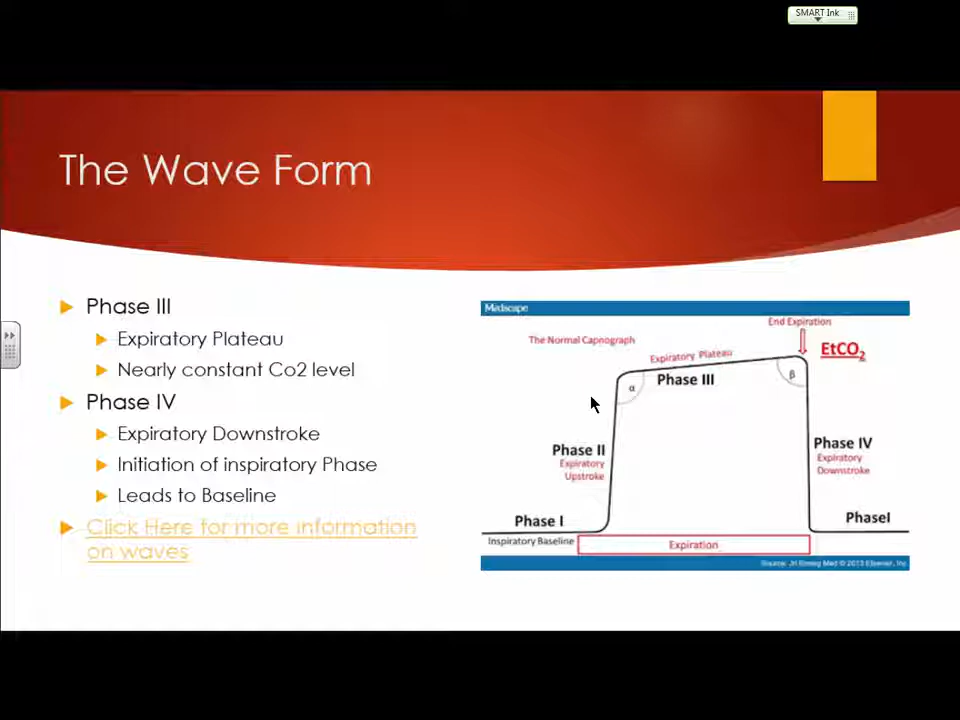 SMART Ink
The Wave Form
Phase III
Expiratory Plateau
Nearly constant Co2 level
Phase IV
Expiratory Downstroke
Initiation of inspiratory Phase
Leads to Baseline
Click Here for more information
on waves
Medscape
The Normal Capnograph
End Expiration
EtCO2
Expiratory Plateau
Phase III
α
β
Phase II
Expiratory
Upstroke
Phase IV
Expiratory
Downstroke
Phase I
PhaseI
Inspiratory Baseline
Expiration
Source: Jrl Emerg Med © 2013 Elsevier, Inc